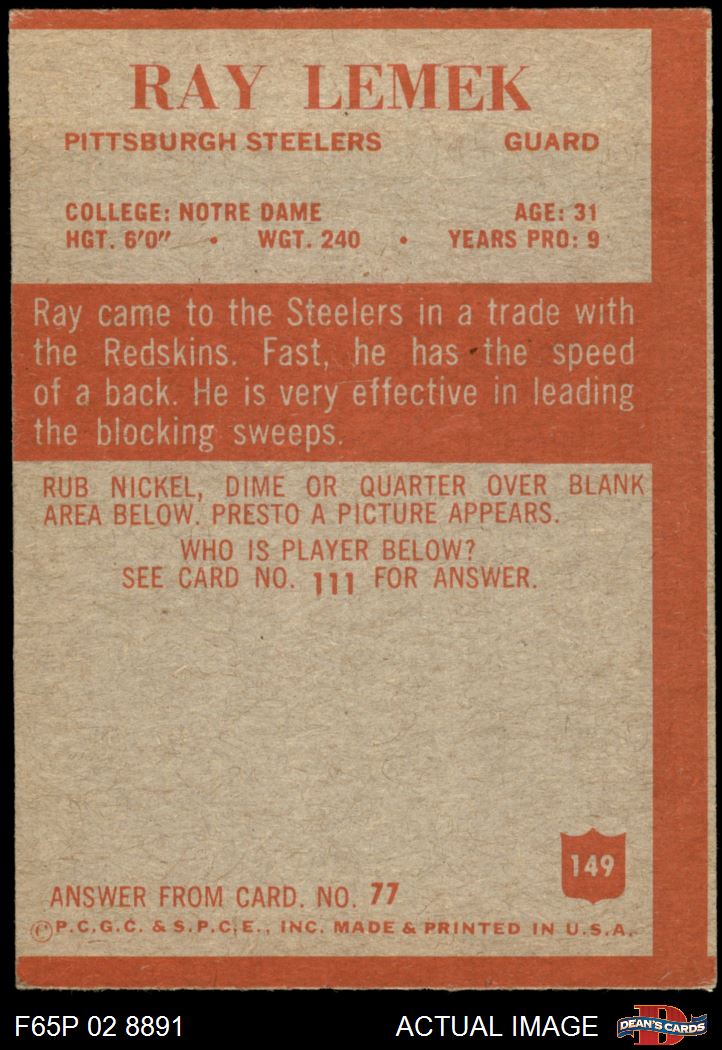 RAY LEMEK
PITTSBURGH STEELERS GUARD
COLLEGE: NOTRE DAME AGE: 31
HGT. 6'0" • WGT. 240 • YEARS PRO: 9
Ray came to the Steelers in a trade with
the Redskins. Fast, he has the speed
of a back. He is very effective in leading
the blocking sweeps.
RUB NICKEL, DIME OR QUARTER OVER BLANK
AREA BELOW. PRESTO A PICTURE APPEARS.
WHO IS PLAYER BELOW?
SEE CARD NO. 111 FOR ANSWER.
149
ANSWER FROM CARD. NO. 77
©P.C.G.C. & S.P.C.E., INC. MADE & PRINTED IN U.S.A.
F65P 02 8891 ACTUAL IMAGE DEAN'S CARDS